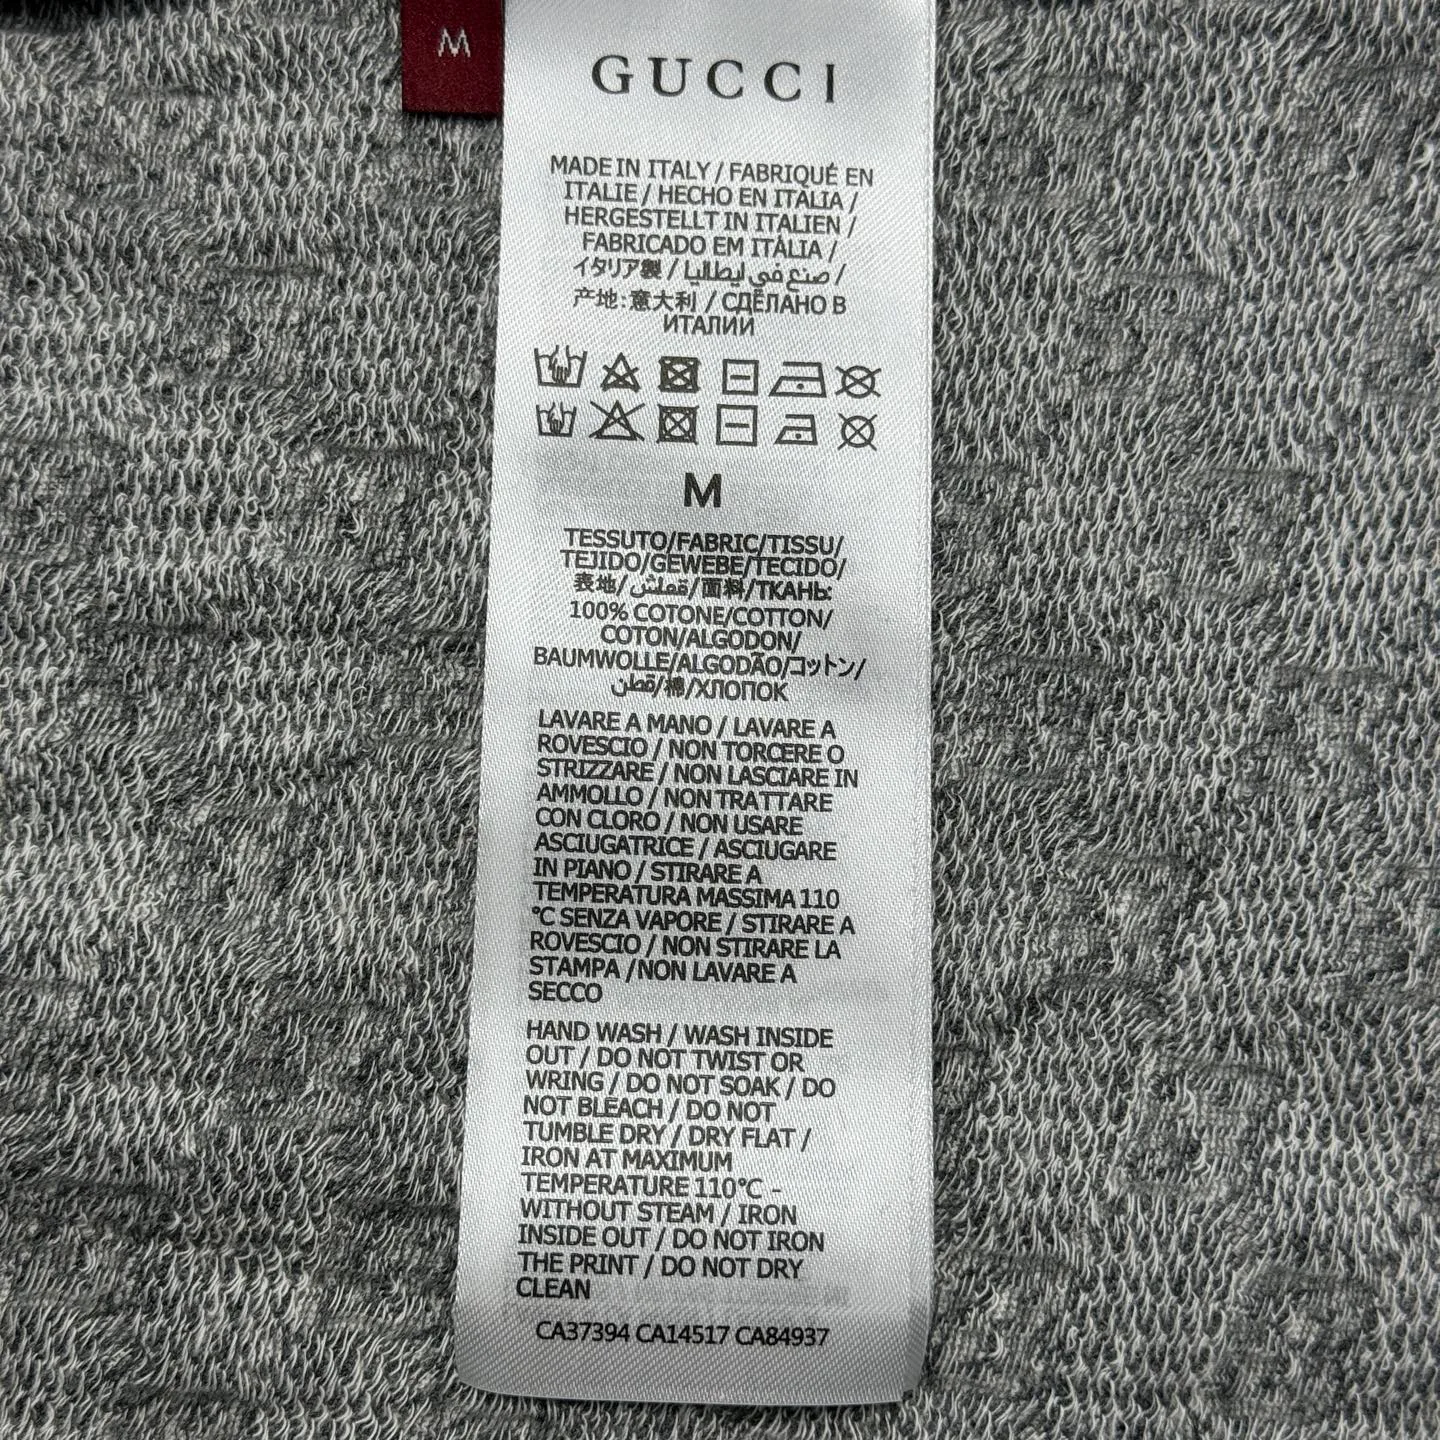 M
GUCCI
MADE IN ITALY / FABRIQUÉ EN
ITALIE / HECHO EN ITALIA /
HERGESTELLT IN ITALIEN /
FABRICADO EM ITÀLIA /
イタリア製 / صنع في إيطاليا /
产地:意大利 / СДЕЛАНО В
ИТАЛИИ
M
TESSUTO/FABRIC/TISSU/
TEJIDO/GEWEBE/TECIDO/
表地/قماش/面料/ТКАНЬ:
100% COTONE/COTTON/
COTON/ALGODON/
BAUMWOLLE/ALGODÃO/コットン/
قطن/棉/ХЛОПОК
LAVARE A MANO / LAVARE A
ROVESCIO / NON TORCERE O
STRIZZARE / NON LASCIARE IN
AMMOLLO / NON TRATTARE
CON CLORO / NON USARE
ASCIUGATRICE / ASCIUGARE
IN PIANO / STIRARE A
TEMPERATURA MASSIMA 110
°C SENZA VAPORE / STIRARE A
ROVESCIO / NON STIRARE LA
STAMPA /NON LAVARE A
SECCO
HAND WASH / WASH INSIDE
OUT / DO NOT TWIST OR
WRING / DO NOT SOAK / DO
NOT BLEACH / DO NOT
TUMBLE DRY / DRY FLAT /
IRON AT MAXIMUM
TEMPERATURE 110°C -
WITHOUT STEAM / IRON
INSIDE OUT / DO NOT IRON
THE PRINT / DO NOT DRY
CLEAN
CA37394 CA14517 CA84937